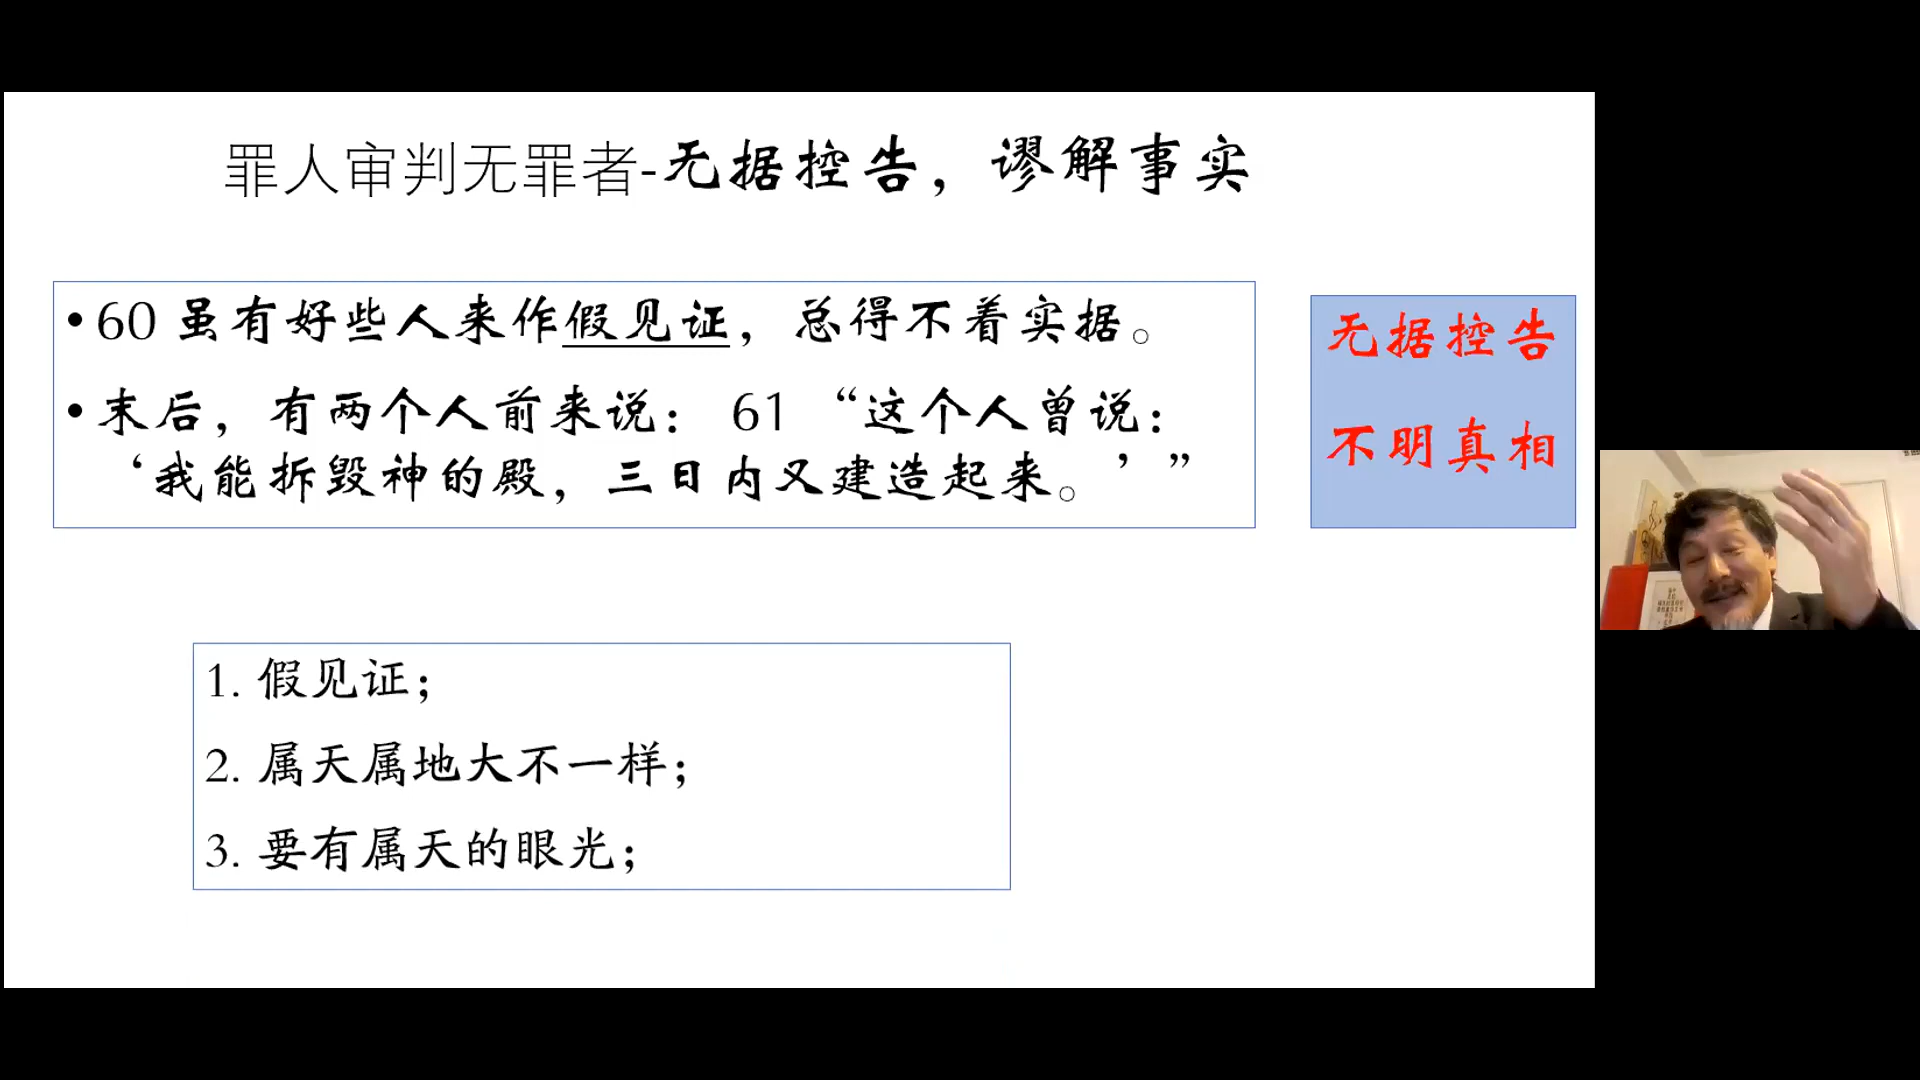 罪人审判无罪者-无据控告，谬解事实
•60 虽有好些人来作假见证，总得不着实据。
•末后，有两个人前来说： 61 “这个人曾说：
‘我能拆毁神的殿，三日内又建造起来。’”
无据控告
不明真相
1. 假见证；
2. 属天属地大不一样；
3. 要有属天的眼光；